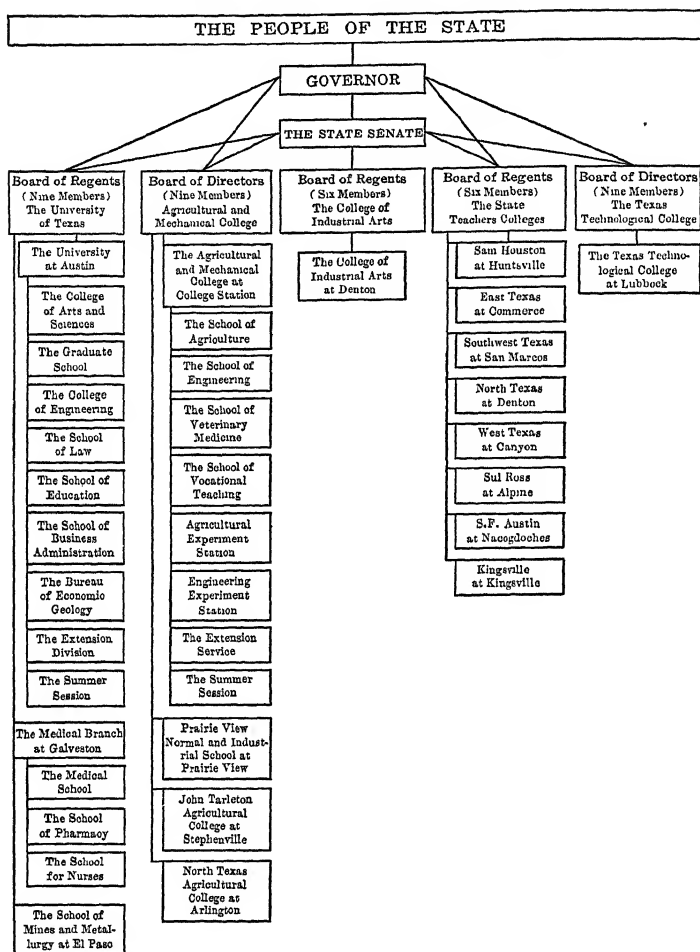 THE PEOPLE OF THE STATE
GOVERNOR
THE STATE SENATE
Board of Regents
(Nine Members)
The University
of Texas
The University
at Austin
The College
of Arts and
Sciences
The Graduate
School
The College
of Engineering
The School
of Law
The School of
Education
The School of
Business
Administration
The Bureau
of Economic
Geology
The Extension
Division
The Summer
Session
The Medical Branch
at Galveston
The Medical
School
The School
of Pharmacy
The School
for Nurses
The School of
Mines and Metal-
lurgy at El Paso
Board of Directors
(Nine Members)
Agricultural and
Mechanical College
The Agricultural
and Mechanical
College at
College Station
The School of
Agriculture
The School of
Engineering
The School of
Veterinary
Medicine
The School of
Vocational
Teaching
Agricultural
Experiment
Station
Engineering
Experiment
Station
The Extension
Service
The Summer
Session
Prairie View
Normal and Indust-
rial School at
Prairie View
John Tarleton
Agricultural
College at
Stephenville
North Texas
Agricultural
College at
Arlington
Board of Regents
(Six Members)
The College of
Industrial Arts
The College of
Industrial Arts
at Denton
Board of Regents
(Six Members)
The State
Teachers Colleges
Sam Houston
at Huntsville
East Texas
at Commerce
Southwest Texas
at San Marcos
North Texas
at Denton
West Texas
at Canyon
Sul Ross
at Alpine
S.F. Austin
at Nacogdoches
Kingsville
at Kingsville
Board of Directors
(Nine Members)
The Texas
Technological College
The Texas Techno-
logical College
at Lubbock